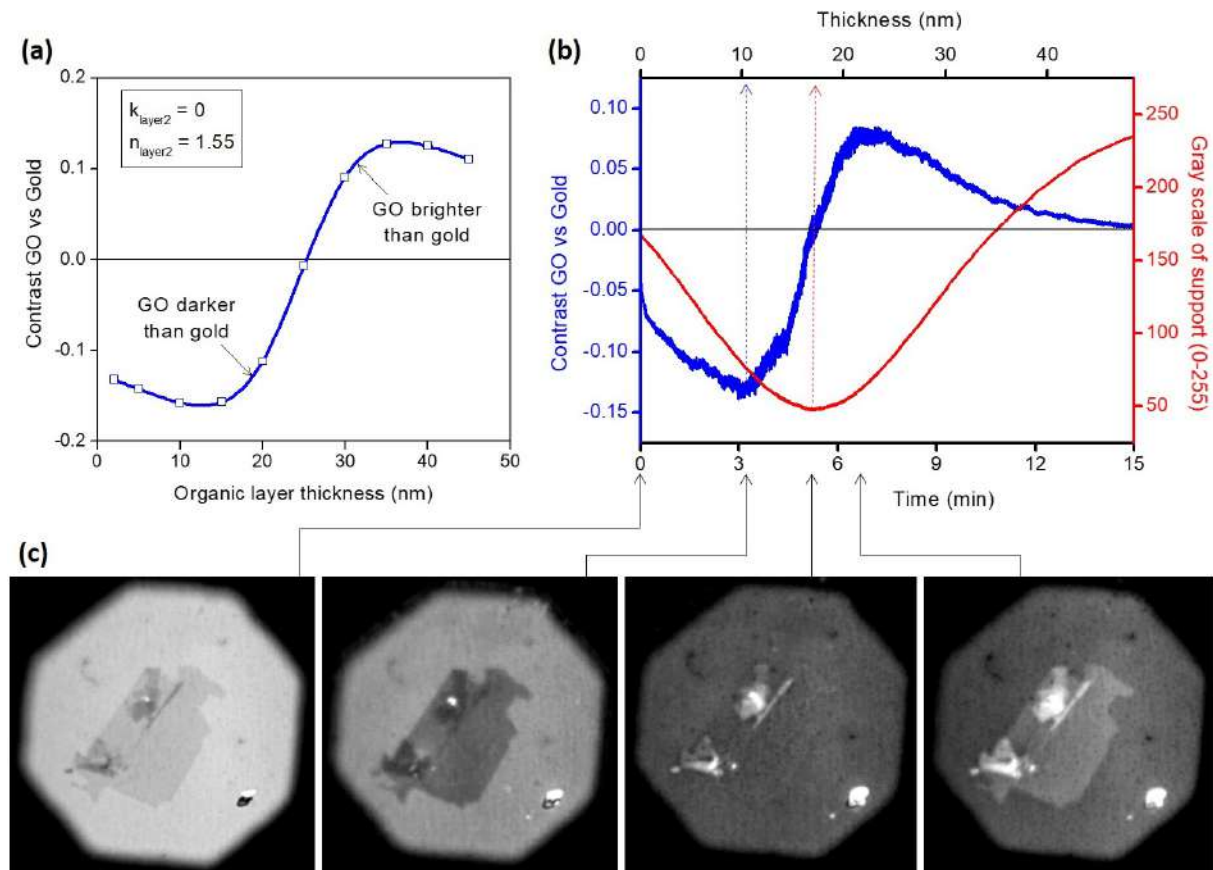 (a)
0.2
0.1
0.0
-0.1
-0.2
Contrast GO vs Gold
k layer2 = 0
n layer2 = 1.55
GO brighter
than gold
GO darker
than gold
0 10 20 30 40 50
Organic layer thickness (nm)
(b)
Thickness (nm)
0 10 20 30 40
0.10
0.05
0.00
-0.05
-0.10
-0.15
Contrast GO vs Gold
250
200
150
100
50
Gray scale of support (0-255)
0 3 6 9 12 15
Time (min)
(c)